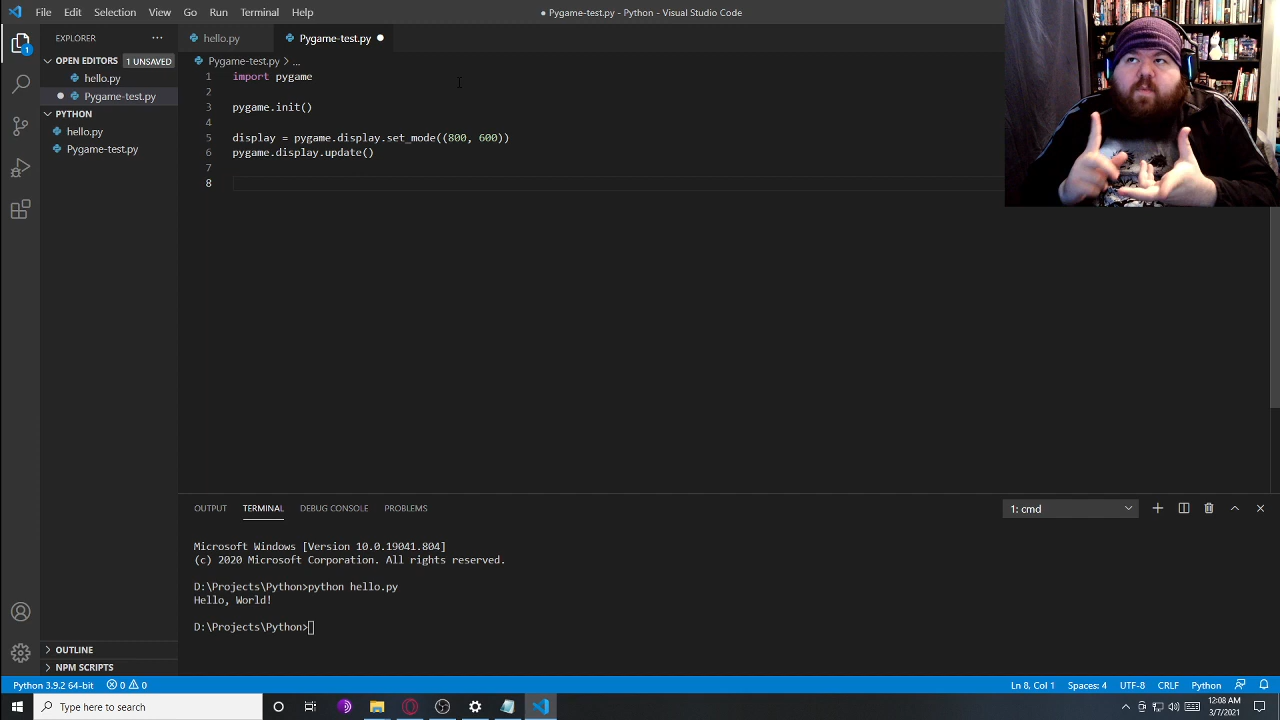 File Edit Selection View Go Run Terminal Help
● Pygame-test.py - Python - Visual Studio Code
EXPLORER ...
OPEN EDITORS 1 UNSAVED
hello.py
Pygame-test.py
PYTHON
hello.py
Pygame-test.py
OUTLINE
NPM SCRIPTS
1
hello.py Pygame-test.py ●
Pygame-test.py > ...
1 import pygame
2
3 pygame.init()
4
5 display = pygame.display.set_mode((800, 600))
6 pygame.display.update()
7
8
OUTPUT TERMINAL DEBUG CONSOLE PROBLEMS
1: cmd
Microsoft Windows [Version 10.0.19041.804]
(c) 2020 Microsoft Corporation. All rights reserved.
D:\Projects\Python>python hello.py
Hello, World!
D:\Projects\Python>
Python 3.9.2 64-bit 0 0 Ln 8, Col 1 Spaces: 4 UTF-8 CRLF Python
Type here to search
12:08 AM
3/7/2021